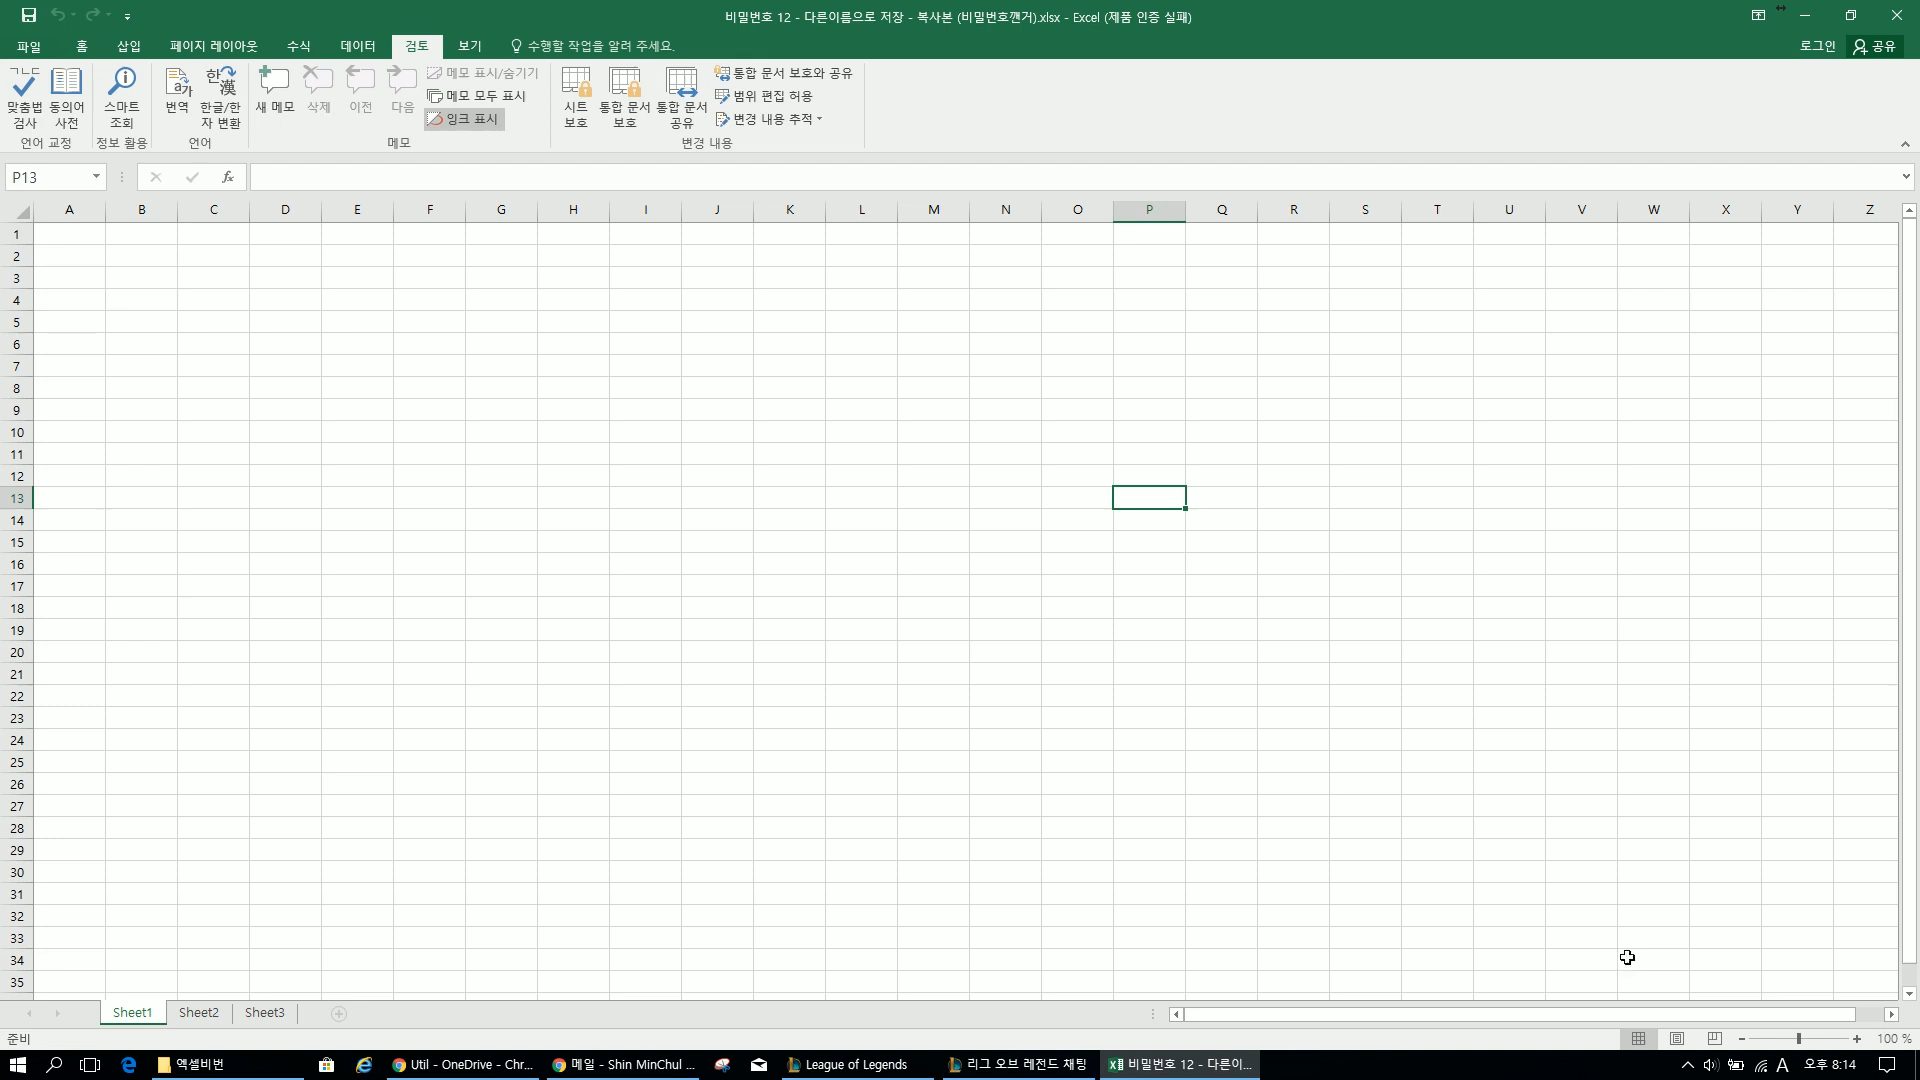 비밀번호 12 - 다른이름으로 저장 - 복사본 (비밀번호깬거).xlsx - Excel (제품 인증 실패)
파일 홈 삽입 페이지 레이아웃 수식 데이터 검토 보기 수행할 작업을 알려 주세요. 로그인 공유
맞춤법 검사
동의어 사전
언어 교정
스마트 조회
정보 활용
번역
한글/한자 변환
언어
새 메모
삭제
이전
다음
메모 표시/숨기기
메모 모두 표시
잉크 표시
메모
시트 보호
통합 문서 보호
통합 문서 공유
통합 문서 보호와 공유
범위 편집 허용
변경 내용 추적
변경 내용
P13 fx
A B C D E F G H I J K L M N O P Q R S T U V W X Y Z
1
2
3
4
5
6
7
8
9
10
11
12
13
14
15
16
17
18
19
20
21
22
23
24
25
26
27
28
29
30
31
32
33
34
35
Sheet1 Sheet2 Sheet3
준비 100 %
엑셀비번 Util - OneDrive - Chr... 메일 - Shin MinChul ... League of Legends 리그 오브 레전드 채팅 비밀번호 12 - 다른이... A 오후 8:14